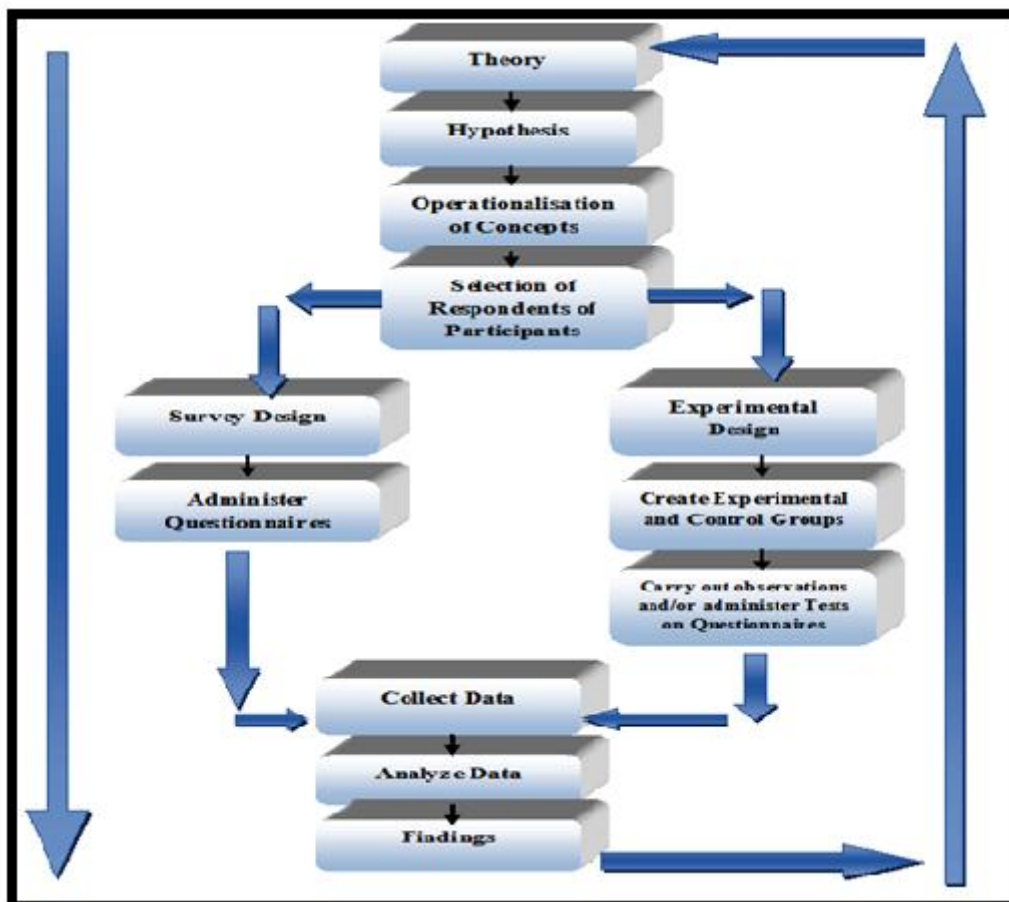 Theory
Hypothesis
Operationalisation
of Concepts
Selection of
Respondents of
Participants
Survey Design
Administer
Questionnaires
Experimental
Design
Create Experimental
and Control Groups
Carry out observations
and/or administer Tests
on Questionnaires
Collect Data
Analyze Data
Findings